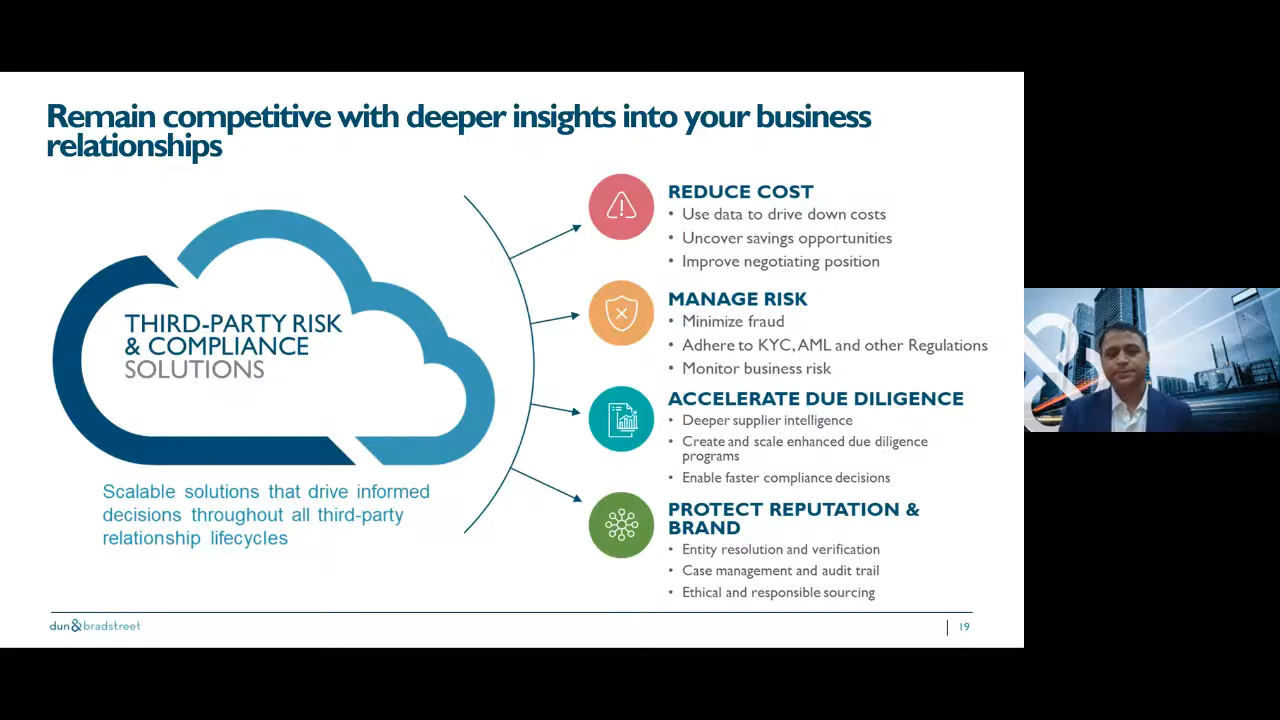 Remain competitive with deeper insights into your business
relationships
THIRD-PARTY RISK
& COMPLIANCE
SOLUTIONS
Scalable solutions that drive informed
decisions throughout all third-party
relationship lifecycles
REDUCE COST
• Use data to drive down costs
• Uncover savings opportunities
• Improve negotiating position
MANAGE RISK
• Minimize fraud
• Adhere to KYC, AML and other Regulations
• Monitor business risk
ACCELERATE DUE DILIGENCE
• Deeper supplier intelligence
• Create and scale enhanced due diligence
programs
• Enable faster compliance decisions
PROTECT REPUTATION &
BRAND
• Entity resolution and verification
• Case management and audit trail
• Ethical and responsible sourcing
dun&bradstreet
19